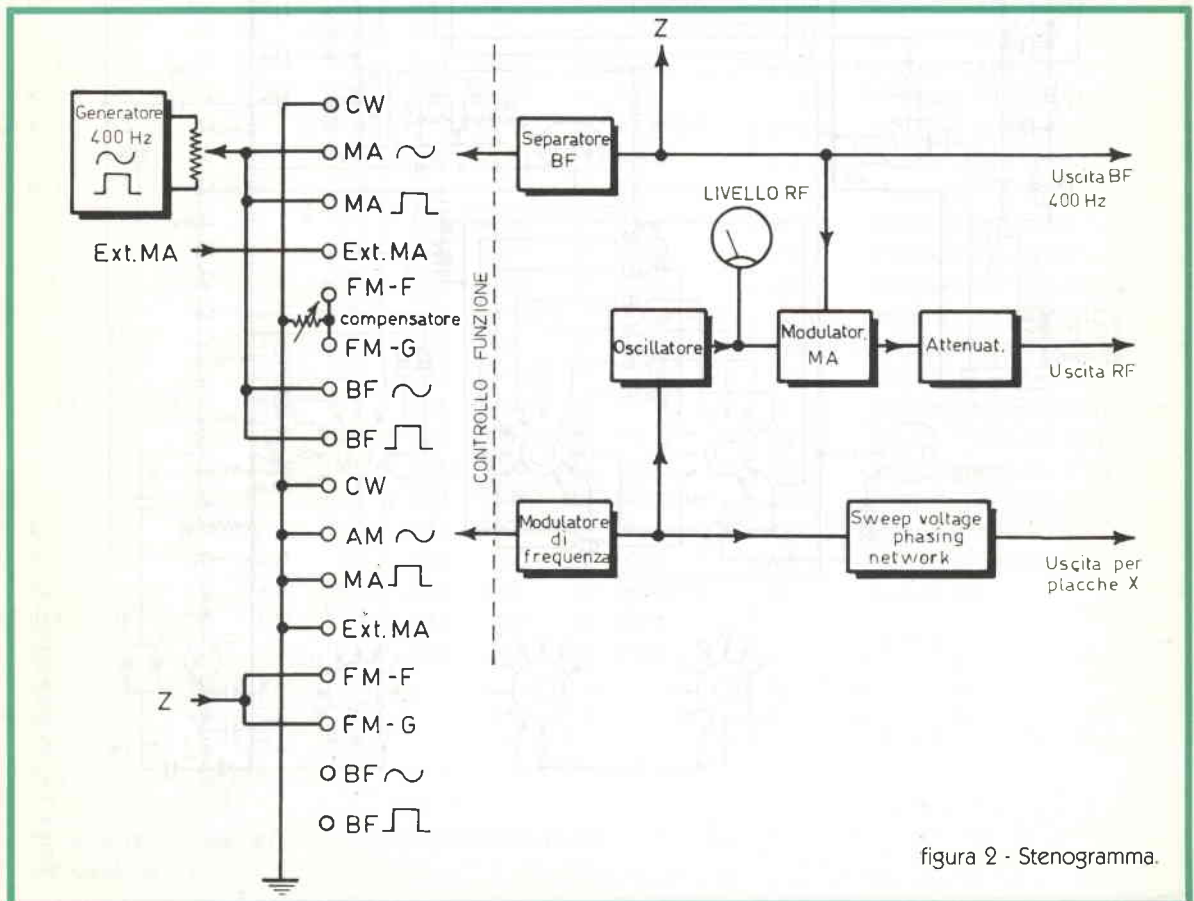 Z
Generatore
400 Hz
Ext.MA
CW
MA
MA
Ext.MA
FM-F
compensatore
FM-G
BF
BF
CW
AM
MA
Ext.MA
FM-F
FM-G
BF
BF
Z
CONTROLLO FUNZIONE
Separatore
BF
Uscita BF
400 Hz
LIVELLO RF
Oscillatore
Modulator.
MA
Attenuat.
Uscita RF
Modulatore
di
frequenza
Sweep voltage
phasing
network
Uscita per
placche X
figura 2 - Stenogramma.